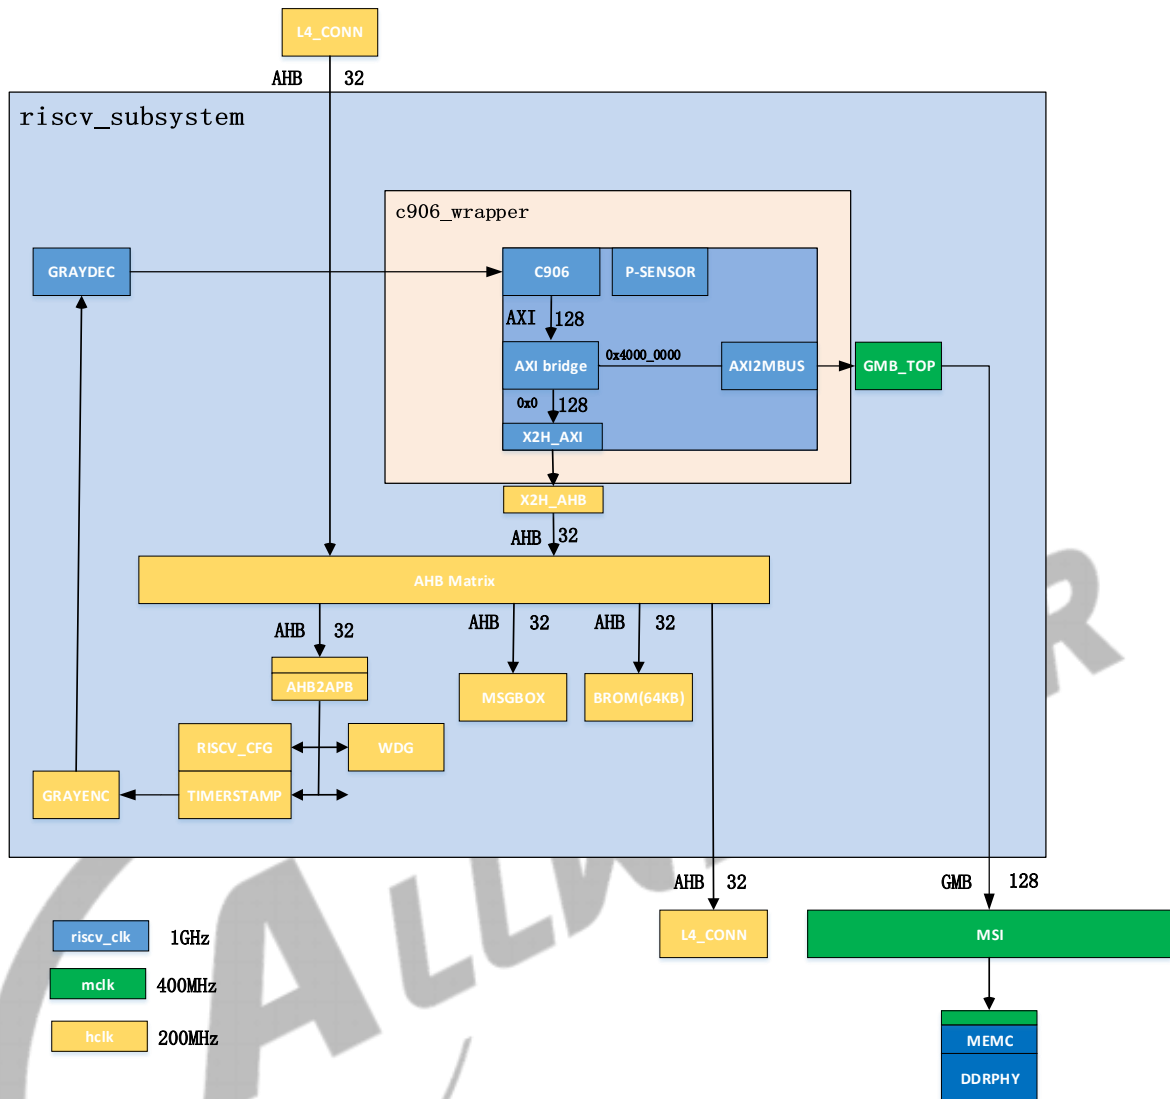 L4_CONN
AHB 32
riscv_subsystem
c906_wrapper
GRAYDEC
C906
P-SENSOR
AXI 128
AXI bridge
0x4000_0000
AXI2MBUS
GMB_TOP
0x0 128
X2H_AXI
X2H_AHB
AHB 32
AHB Matrix
AHB 32
AHB 32
AHB 32
AHB2APB
MSGBOX
BROM(64KB)
RISCV_CFG
WDG
GRAYENC
TIMERSTAMP
AHB 32
GMB 128
riscv_clk 1GHz
L4_CONN
MSI
mclk 400MHz
hclk 200MHz
MEMC
DDRPHY